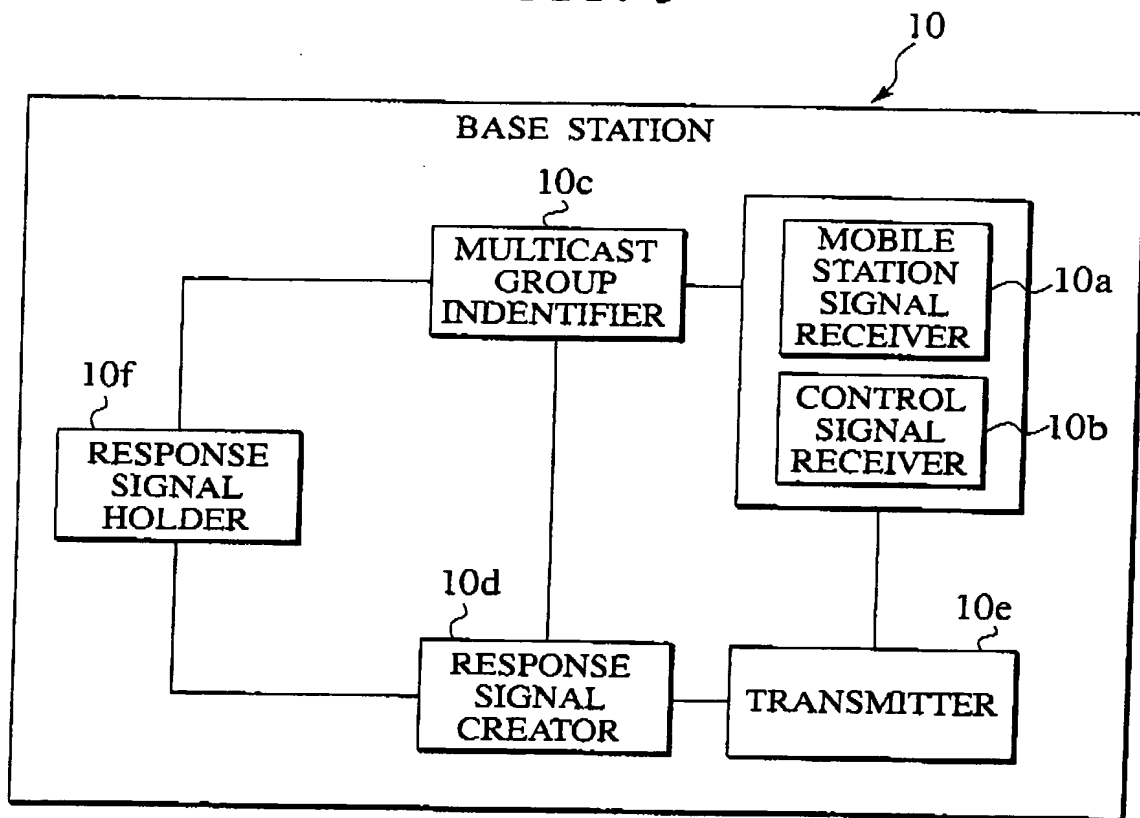 10
BASE STATION
10c
MULTICAST
GROUP
INDENTIFIER
MOBILE
STATION
SIGNAL
RECEIVER
10a
10f
CONTROL
SIGNAL
RECEIVER
10b
RESPONSE
SIGNAL
HOLDER
10d
RESPONSE
SIGNAL
CREATOR
10e
TRANSMITTER